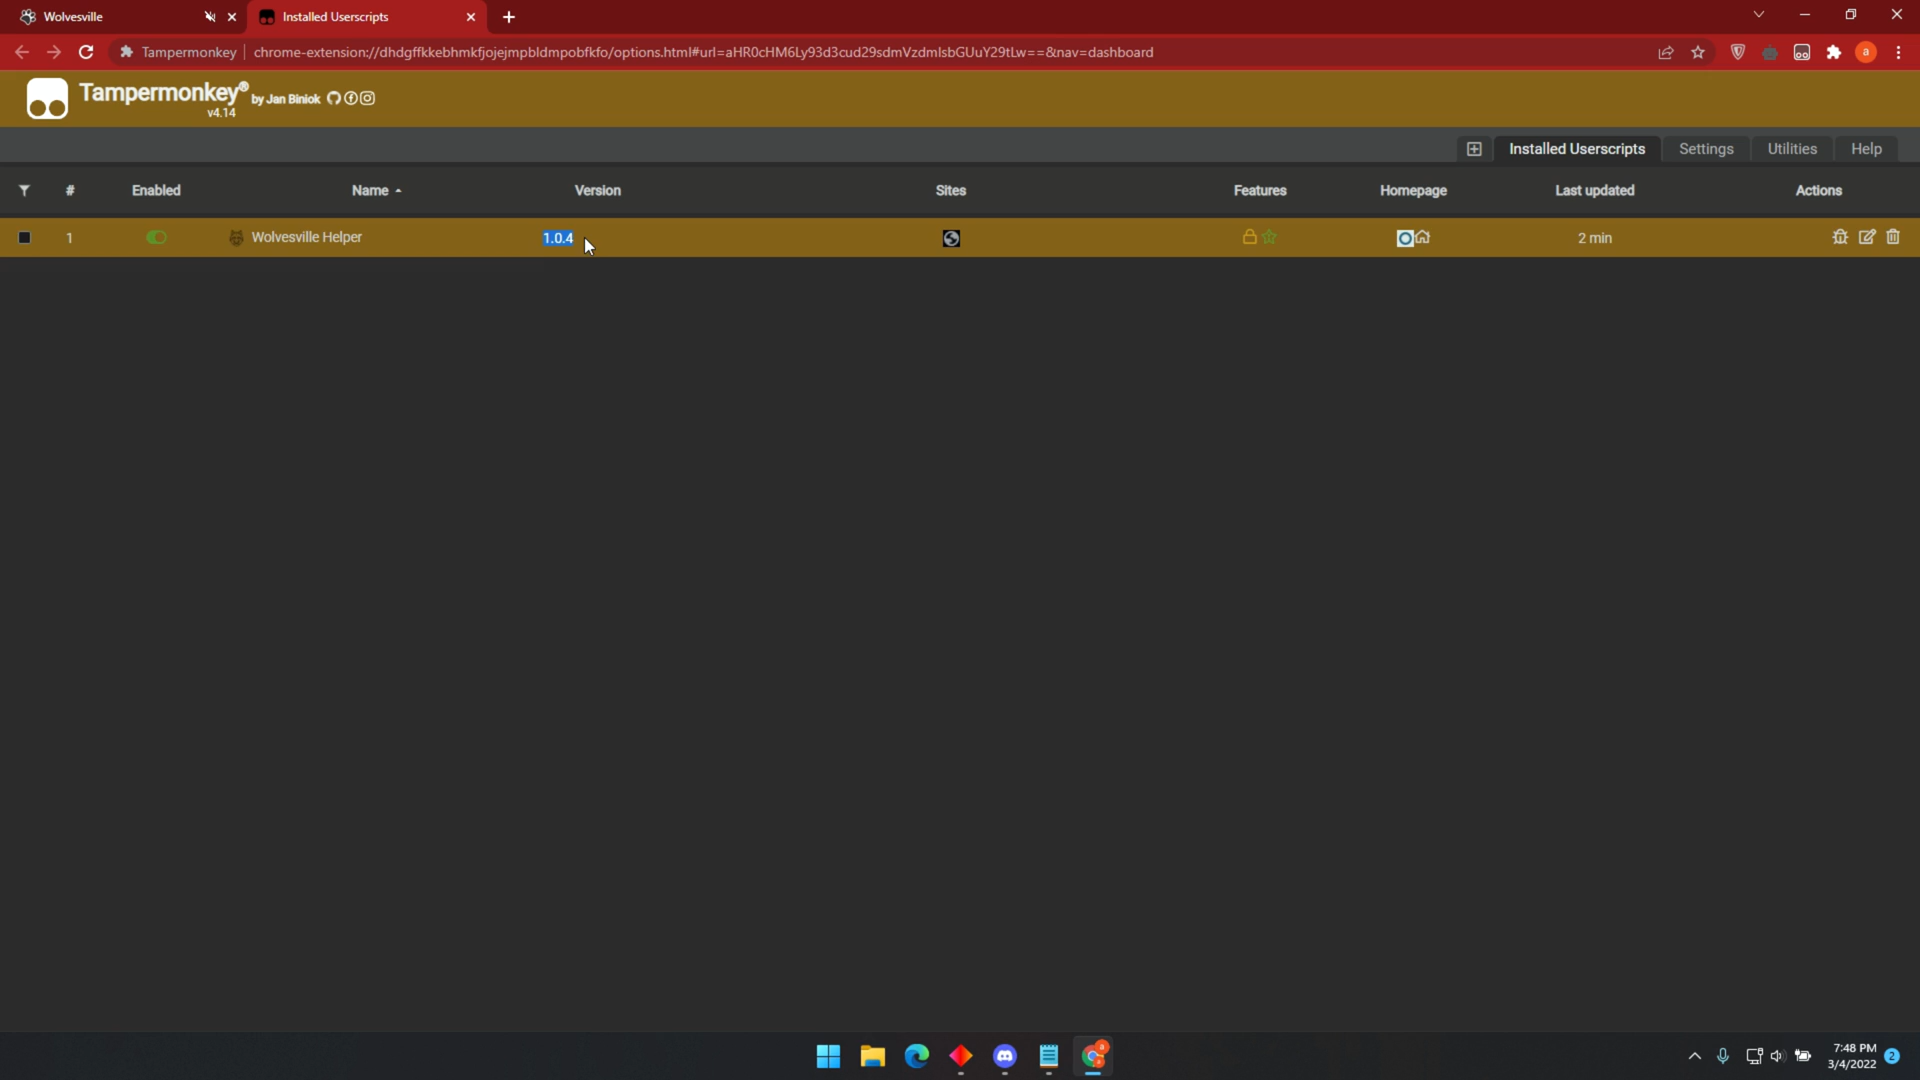 Wolvesville
Installed Userscripts
Tampermonkey
chrome-extension://dhdgffkkebhmkfjojejmpbldmpobfkfo/options.html#url=aHR0cHM6Ly93d3cud29sdmVzdmlsbGUuY29tLw==&nav=dashboard
a
Tampermonkey® by Jan Biniok
v4.14
Installed Userscripts Settings Utilities Help
# Enabled Name Version Sites Features Homepage Last updated Actions
1 Wolvesville Helper 1.0.4 2 min
a
7:48 PM
3/4/2022
2